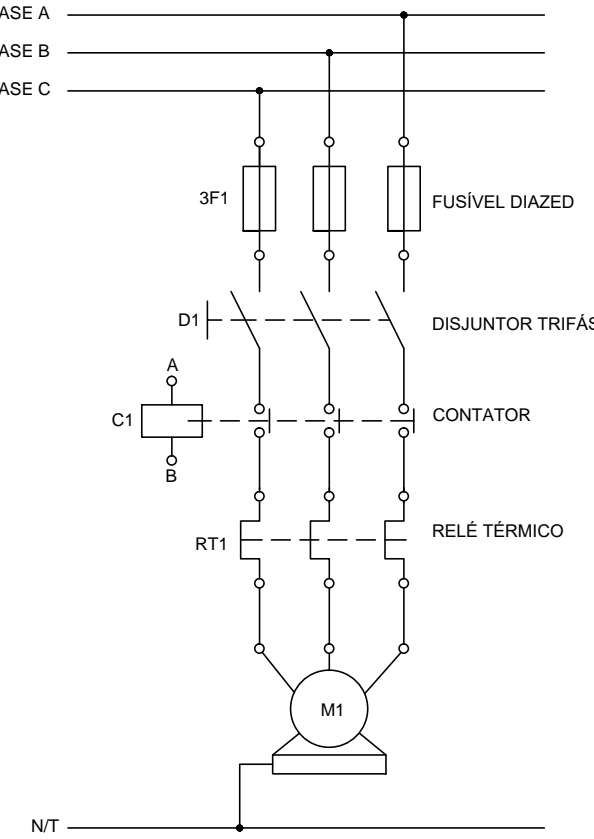 ASE A
ASE B
ASE C
3F1
FUSÍVEL DIAZED
D1
DISJUNTOR TRIFÁS
A
C1
CONTATOR
B
RT1
RELÉ TÉRMICO
M1
N/T